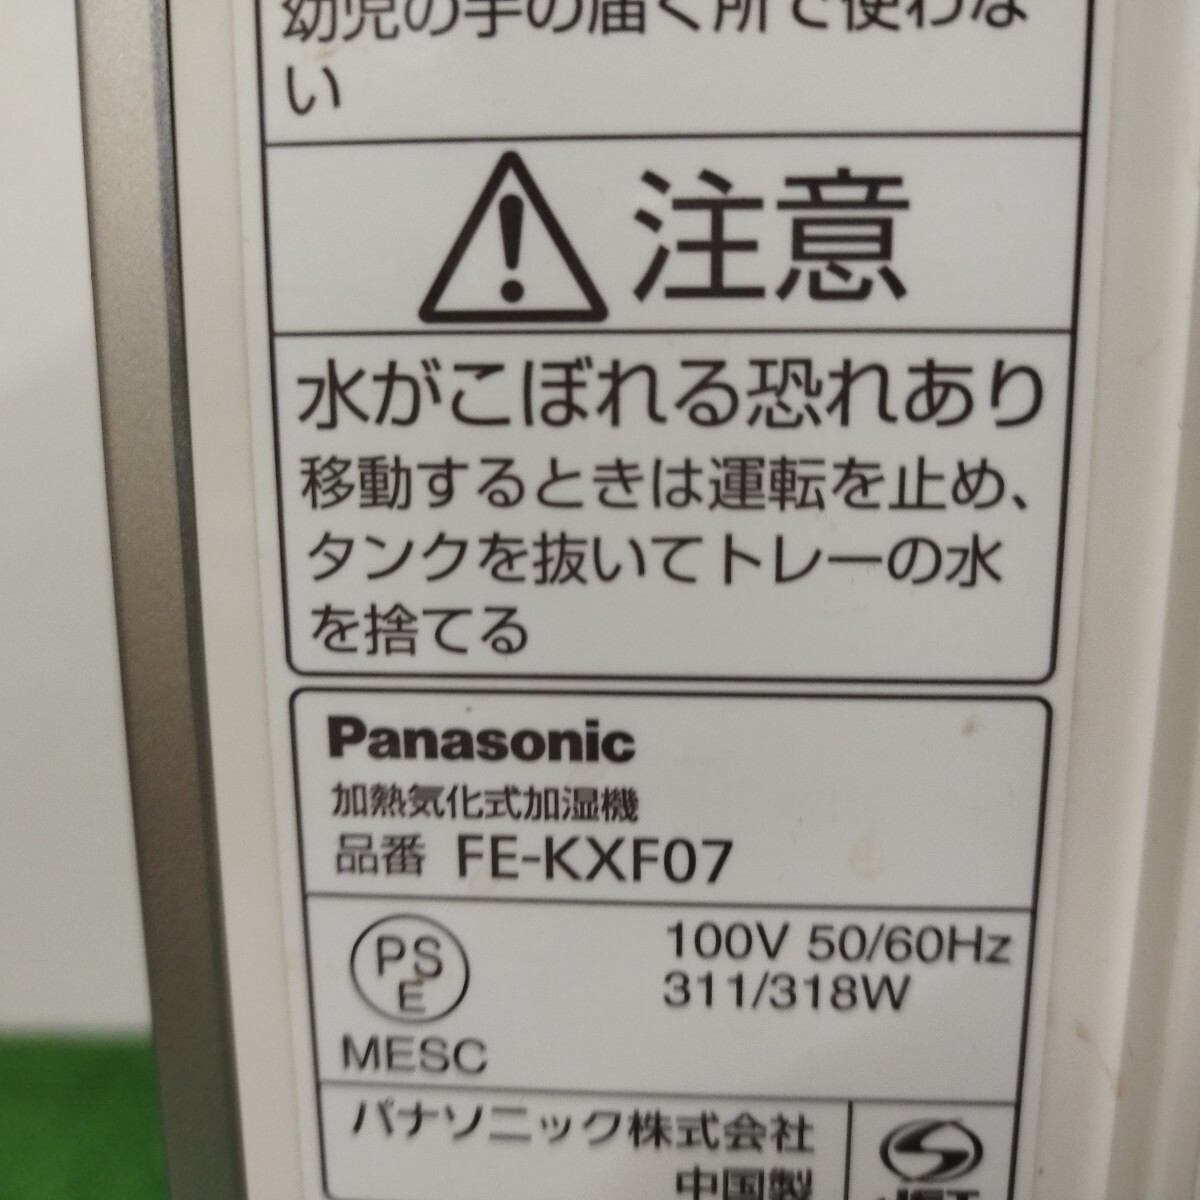 幼児の手の届く所で使わな
い
注意
水がこぼれる恐れあり
移動するときは運転を止め、
タンクを抜いてトレーの水
を捨てる
Panasonic
加熱気化式加湿機
品番 FE-KXF07
PS
E
100V 50/60Hz
311/318W
MESC
パナソニック株式会社
中国製